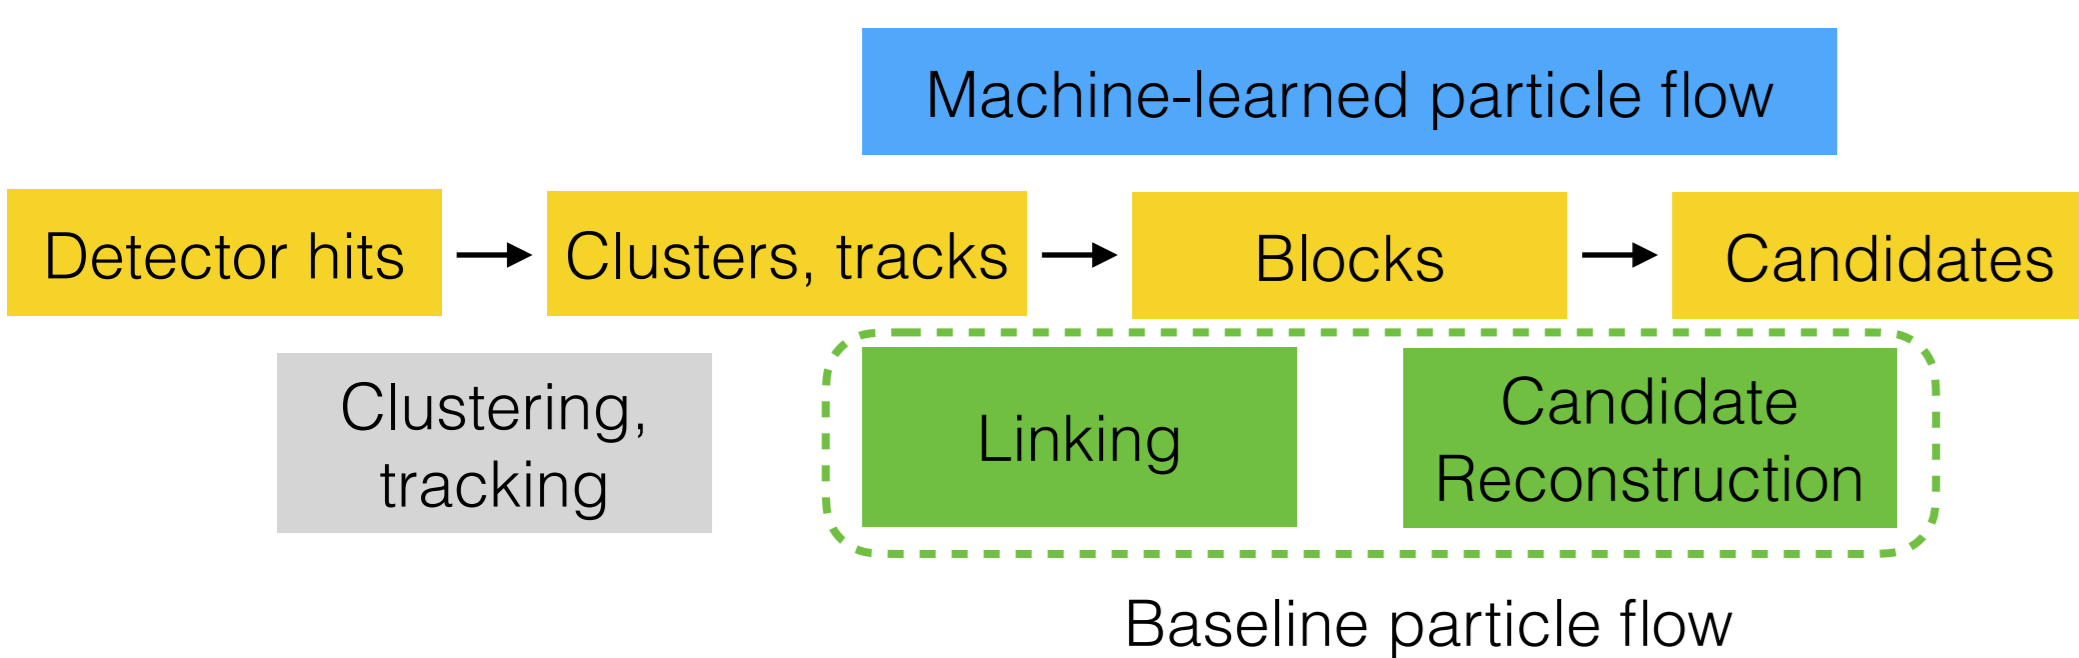 Machine-learned particle flow
Detector hits
Clusters, tracks
Blocks
Candidates
Clustering,
tracking
Linking
Candidate
Reconstruction
Baseline particle flow